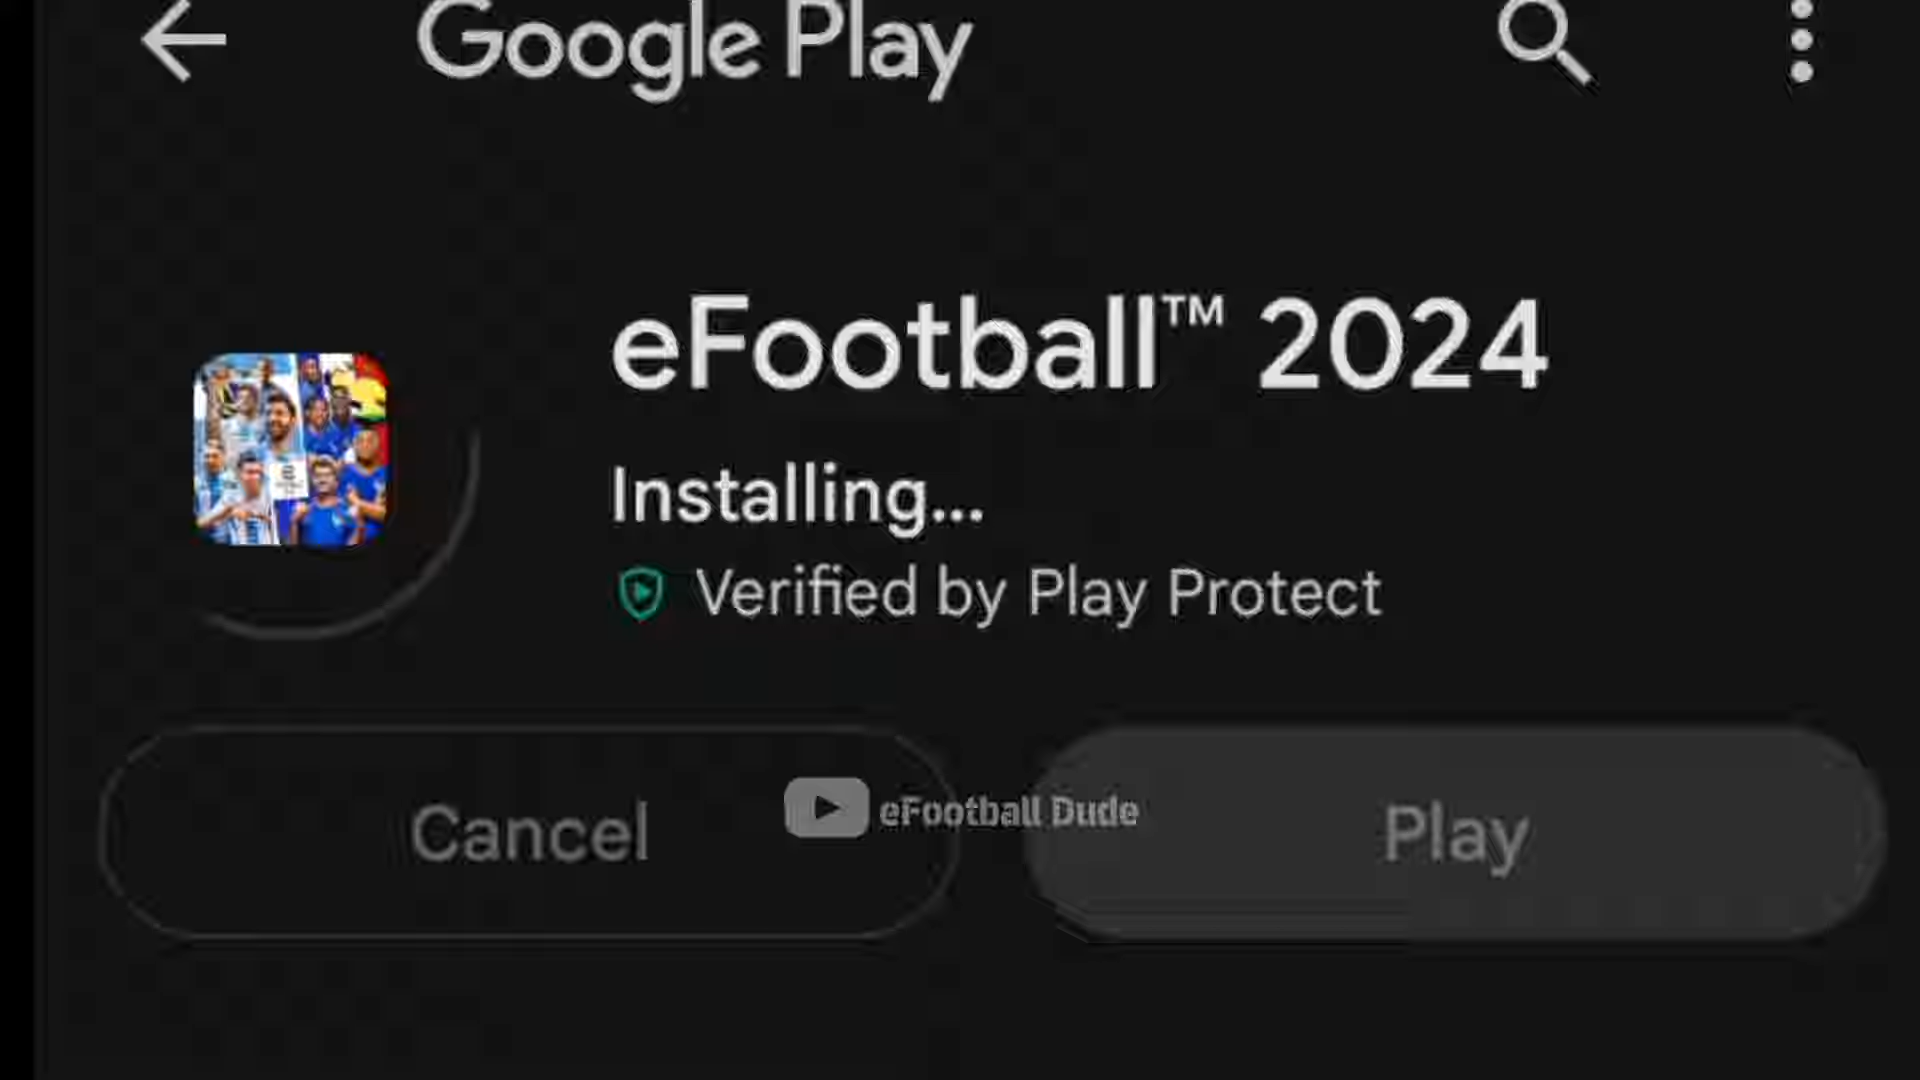 Google Play
eFootball™ 2024
Installing...
Verified by Play Protect
Cancel
eFootball Dude
Play